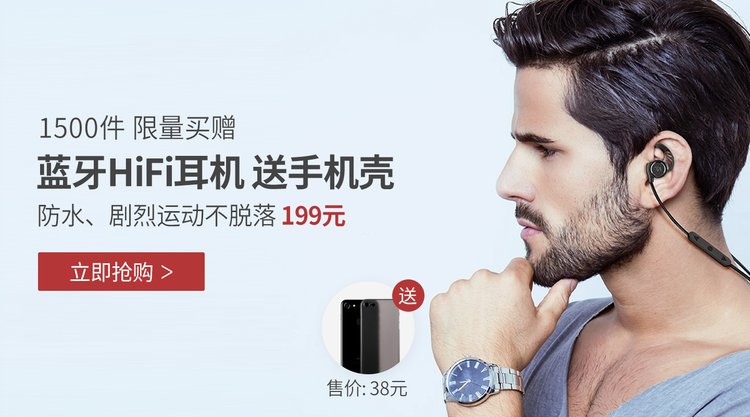 1500件 限量买赠
蓝牙HiFi耳机 送手机壳
防水、剧烈运动不脱落 199元
立即抢购 >
送
售价: 38元